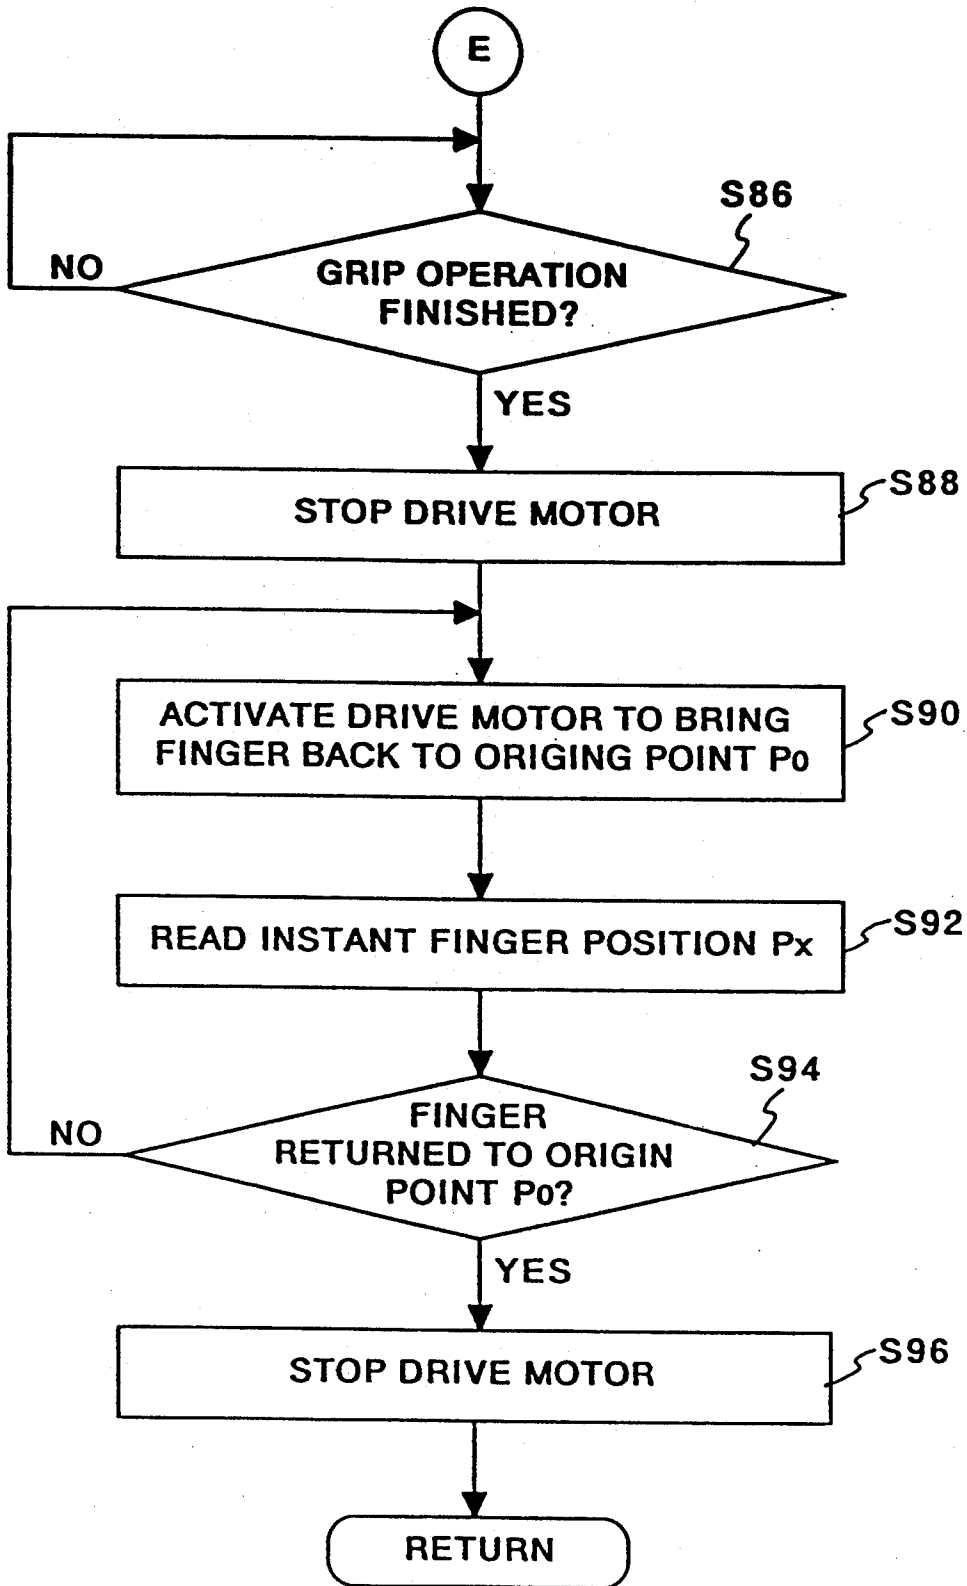 E
S86
NO
GRIP OPERATION
FINISHED?
YES
S88
STOP DRIVE MOTOR
S90
ACTIVATE DRIVE MOTOR TO BRING
FINGER BACK TO ORIGING POINT P0
S92
READ INSTANT FINGER POSITION Px
S94
NO
FINGER
RETURNED TO ORIGIN
POINT P0?
YES
S96
STOP DRIVE MOTOR
RETURN